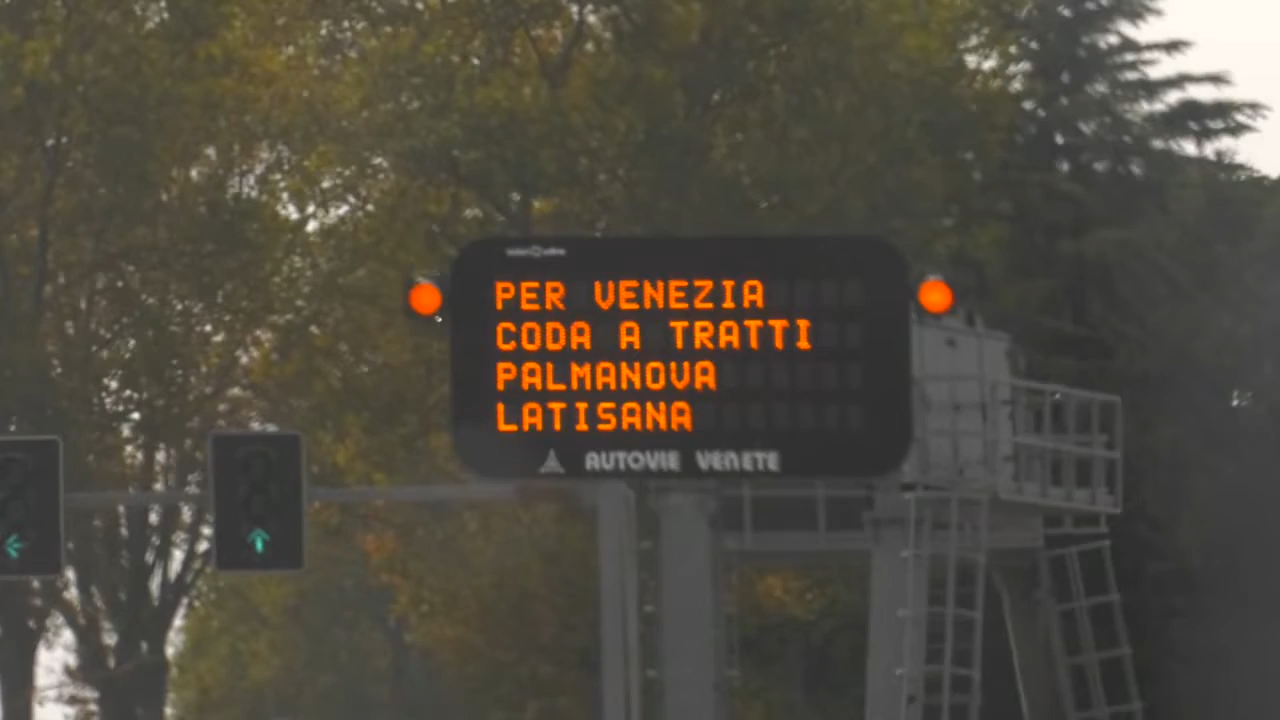 PER VENEZIA
CODA A TRATTI
PALMANOVA
LATISANA
AUTOVIE VENETE